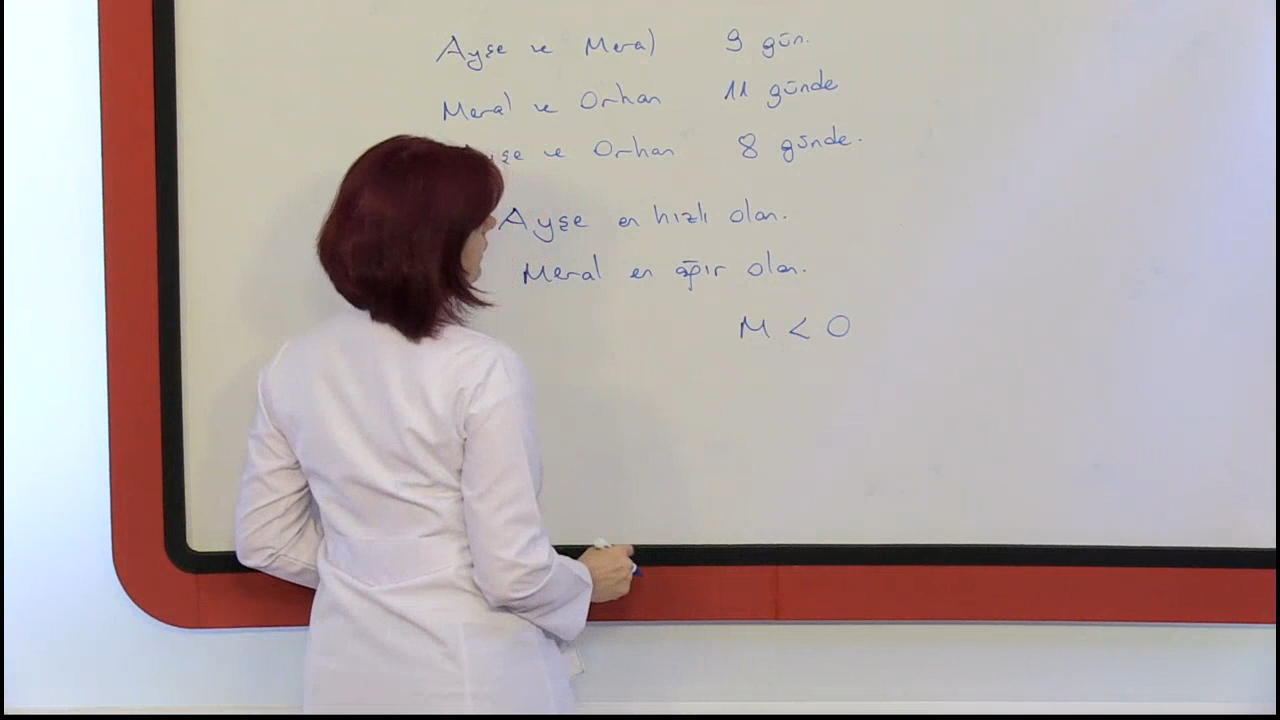 Ayşe ve Meral 9 gün.
Meral ve Orhan 11 günde
şe ve Orhan 8 günde.
Ayşe en hızlı olan.
Meral en ağır olan.
M < O